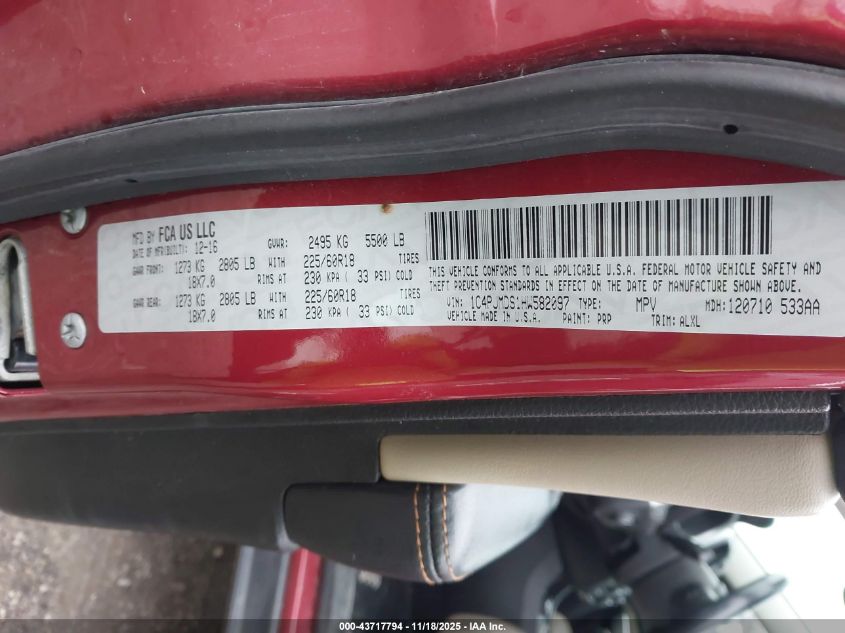 MFD BY FCA US LLC
DATE OF MFR(BUILT): 12-16 GVWR: 2495 KG 5500 LB
GAWR FRONT: 1273 KG 2805 LB WITH 225/60R18 TIRES
18X7.0 RIMS AT 230 KPA ( 33 PSI) COLD
GAWR REAR: 1273 KG 2805 LB WITH 225/60R18 TIRES
18X7.0 RIMS AT 230 KPA ( 33 PSI) COLD
THIS VEHICLE CONFORMS TO ALL APPLICABLE U.S.A. FEDERAL MOTOR VEHICLE SAFETY AND
THEFT PREVENTION STANDARDS IN EFFECT ON THE DATE OF MANUFACTURE SHOWN ABOVE.
VIN: 1C4PJMDS1HW582097 TYPE: MPV MDH:120710 533AA
VEHICLE MADE IN U.S.A. PAINT: PRP TRIM: ALXL
000-43717794 - 11/18/2025 - IAA Inc.